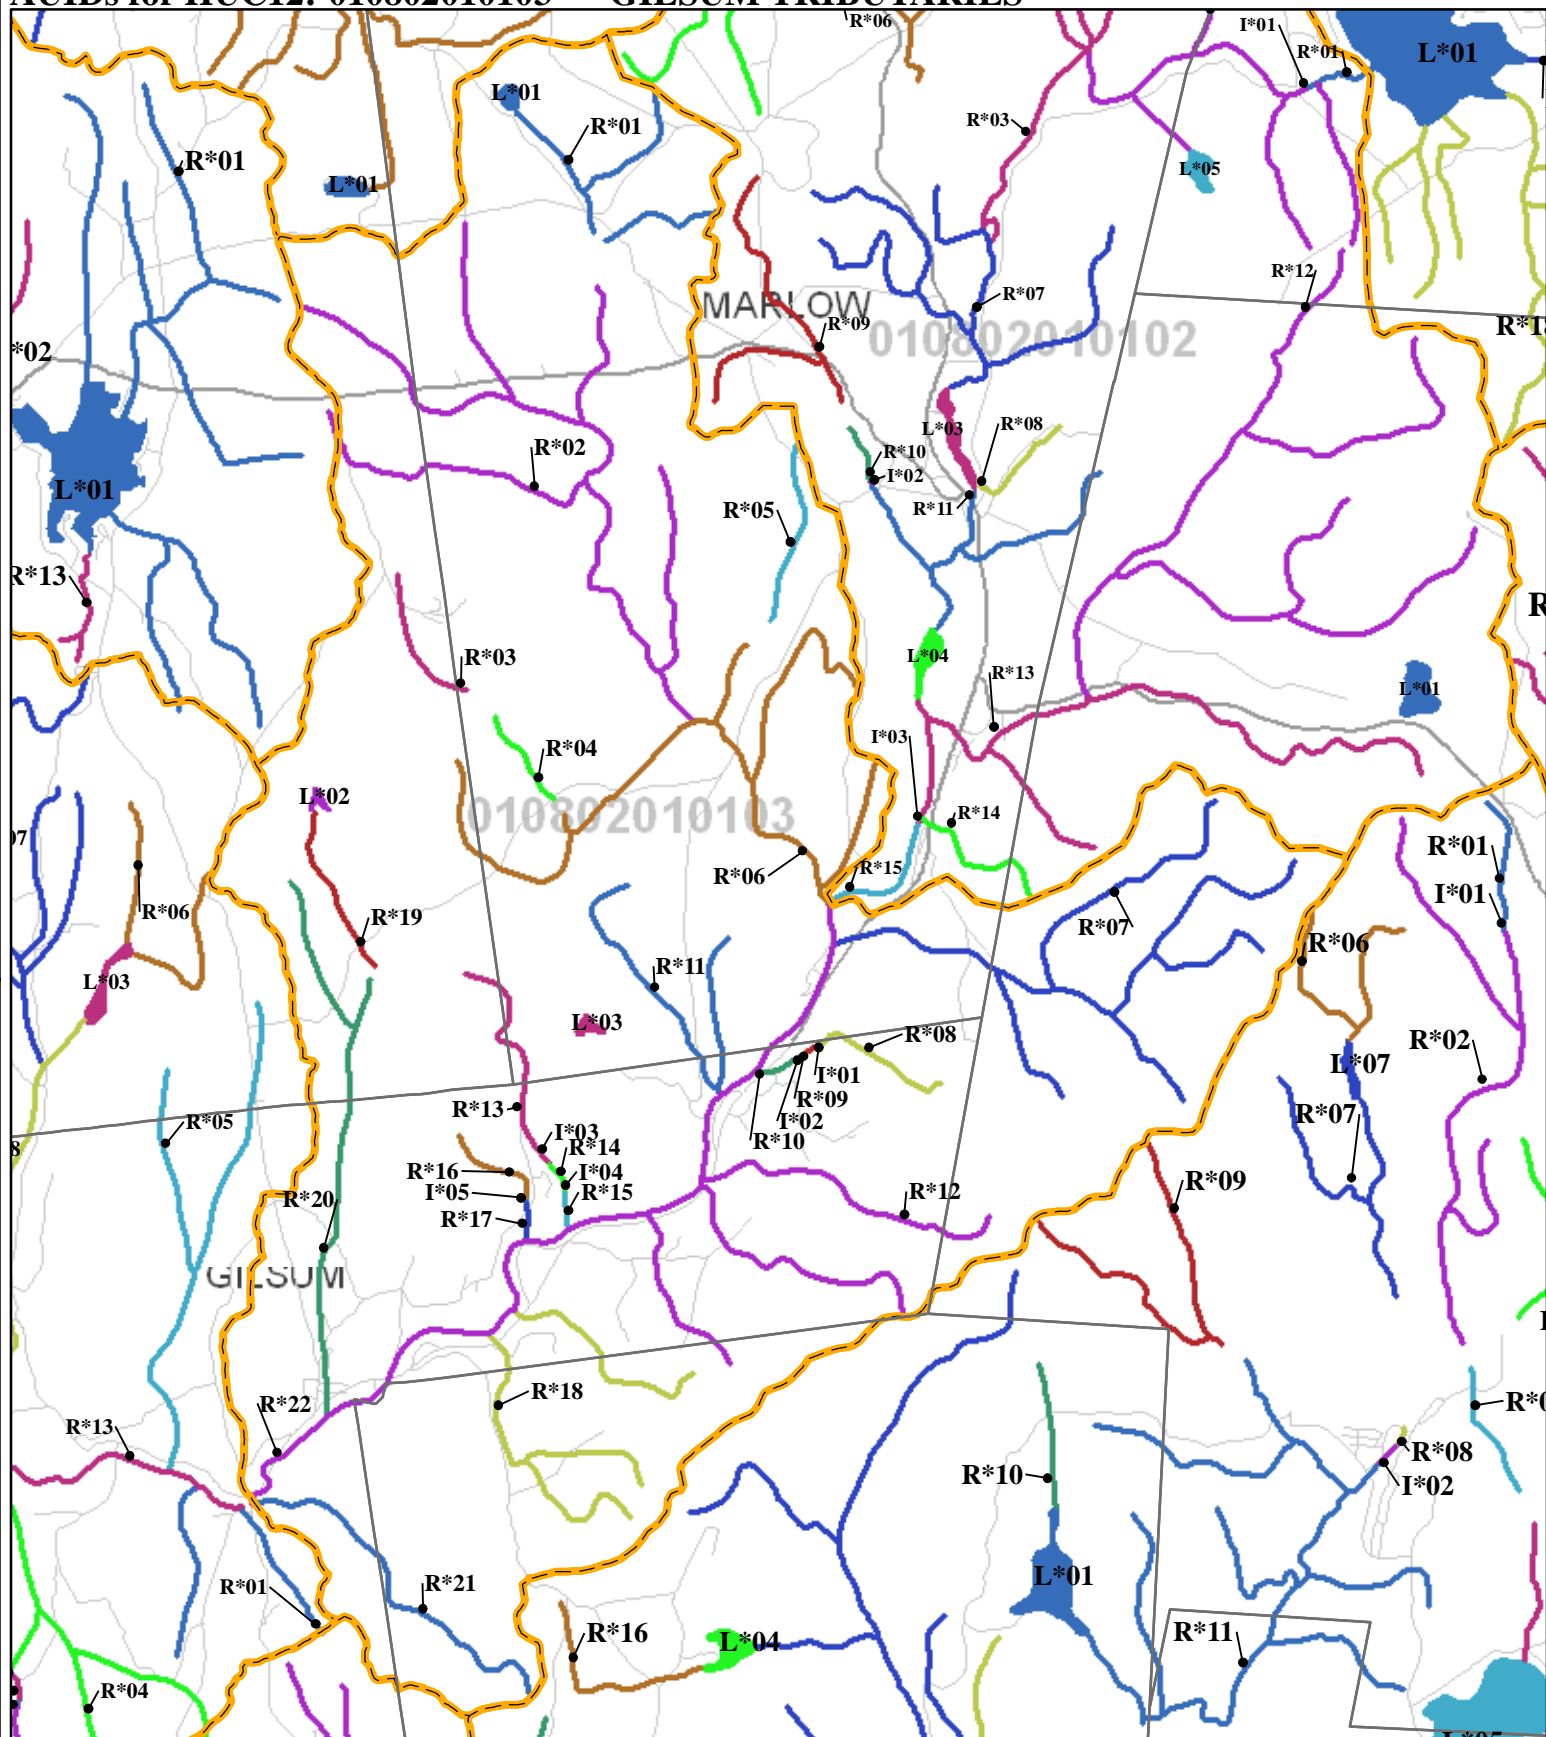 AUIDs for HUC12: 010802010103 GILSUM TRIBUTARIES
R*06
I*01
R*01
L*01
L*01
R*01
R*03
R*01
L*01
L*05
R*12
R*07
MARLOW
R*09
010802010102
*02
R*08
L*03
R*02
R*10
I*02
R*11
L*01
R*05
R*13
R*03
L*04
R*13
L*01
R*04
I*03
L*02
010802010103
R*14
07
R*01
R*15
R*06
I*01
R*06
R*19
R*07
R*06
R*11
L*03
L*03
R*08
R*02
L*07
I*01
R*09
R*13
R*07
R*05
I*02
I*03
R*10
8
R*14
R*16
I*04
R*09
I*05
R*15
R*12
R*20
R*17
GILSUM
R*18
R*22
R*13
R*08
R*10
I*02
L*01
R*01
R*21
R*16
L*04
R*11
R*04